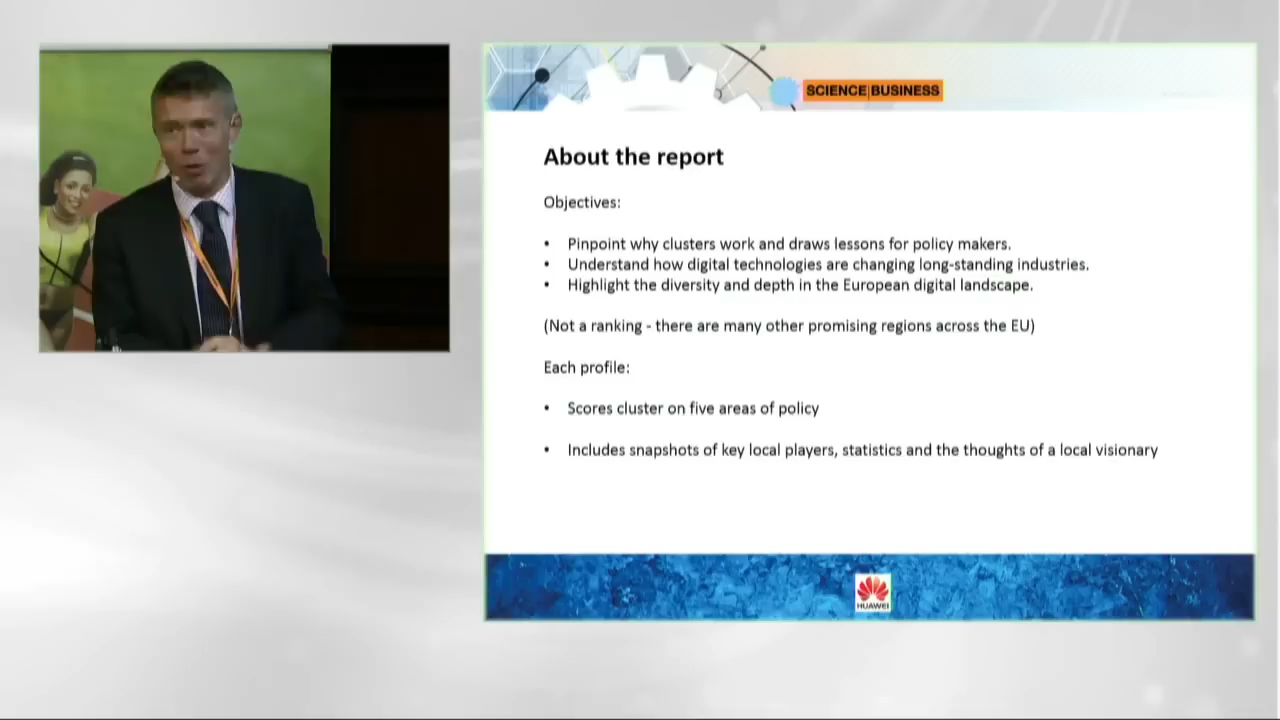 SCIENCE|BUSINESS
About the report
Objectives:
• Pinpoint why clusters work and draws lessons for policy makers.
• Understand how digital technologies are changing long-standing industries.
• Highlight the diversity and depth in the European digital landscape.
(Not a ranking - there are many other promising regions across the EU)
Each profile:
• Scores cluster on five areas of policy
• Includes snapshots of key local players, statistics and the thoughts of a local visionary
HUAWEI